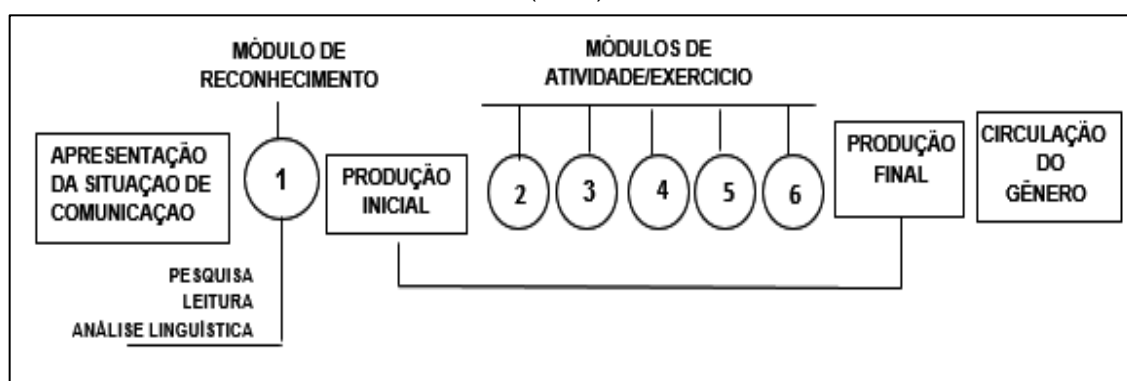 MÓDULO DE
RECONHECIMENTO
MÓDULOS DE
ATIVIDADE/EXERCICIO
APRESENTAÇÃO
DA SITUAÇAO DE
COMUNICAÇAO
1
PRODUÇÃO
INICIAL
2
3
4
5
6
PRODUÇÃO
FINAL
CIRCULAÇÃO
DO
GÊNERO
PESQUISA
LEITURA
ANÁLISE LINGUÍSTICA